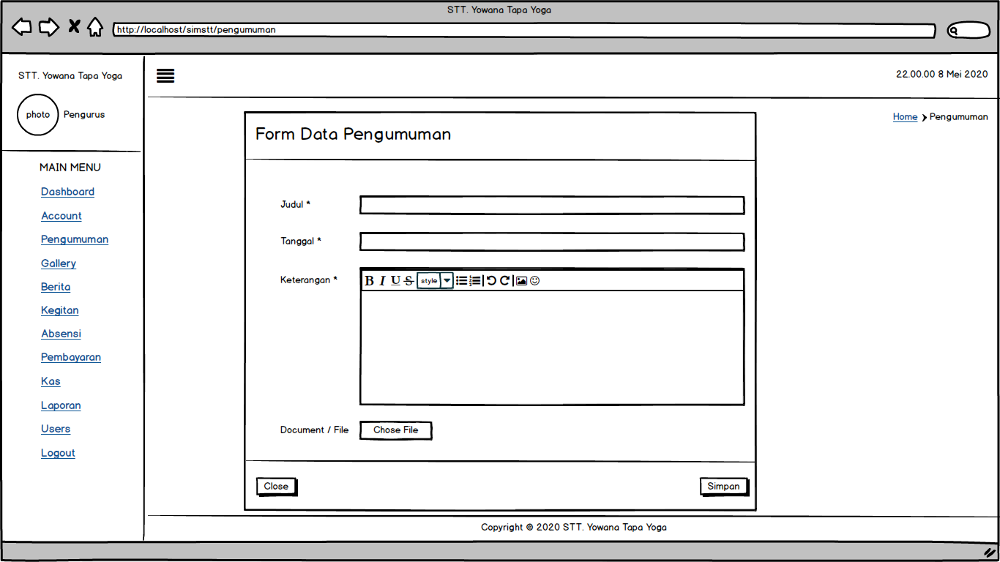 STT. Yowana Tapa Yoga
http://localhost/simstt/pengumuman
STT. Yowana Tapa Yoga
22.00.00 8 Mei 2020
photo
Pengurus
Home Pengumuman
MAIN MENU
Dashboard
Account
Pengumuman
Gallery
Berita
Kegitan
Absensi
Pembayaran
Kas
Laporan
Users
Logout
Form Data Pengumuman
Judul *
Tanggal *
Keterangan *
B I U S style
Document / File Chose File
Close Simpan
Copyright © 2020 STT. Yowana Tapa Yoga